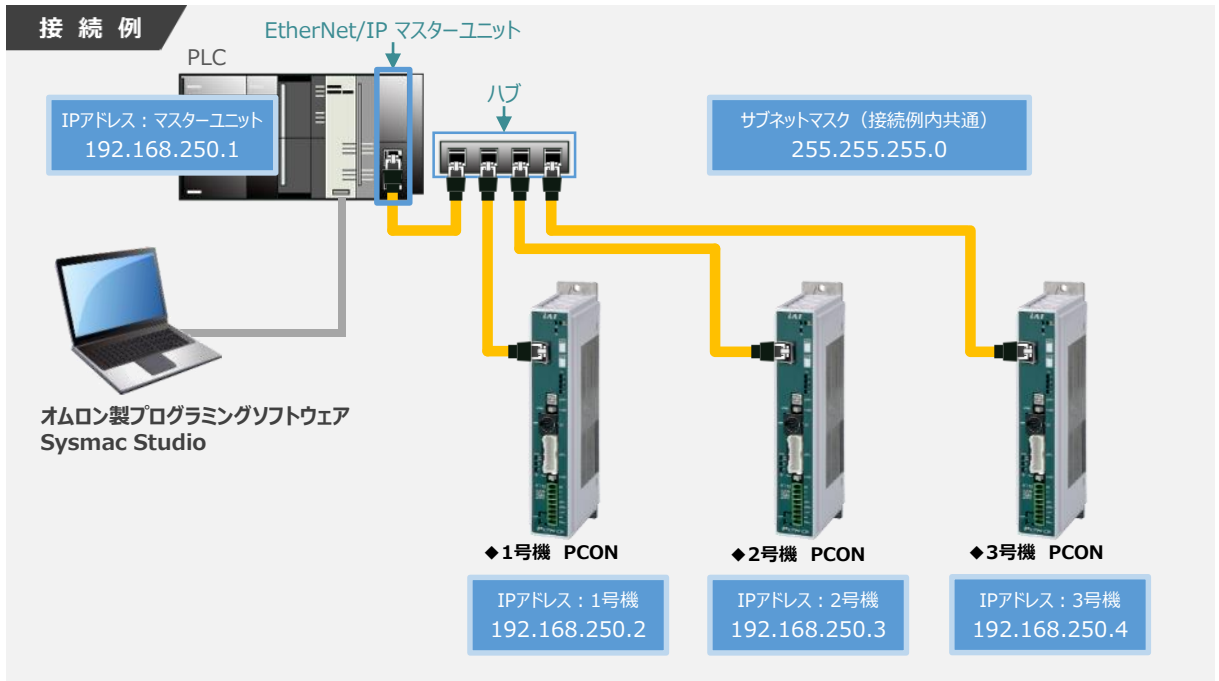 接 続 例
EtherNet/IP マスターユニット
PLC
ハブ
IPアドレス：マスターユニット
192.168.250.1
サブネットマスク（接続例内共通）
255.255.255.0
オムロン製プログラミングソフトウェア
Sysmac Studio
IAI
IAI
IAI
◆1号機 PCON
◆2号機 PCON
◆3号機 PCON
IPアドレス：1号機
192.168.250.2
IPアドレス：2号機
192.168.250.3
IPアドレス：3号機
192.168.250.4